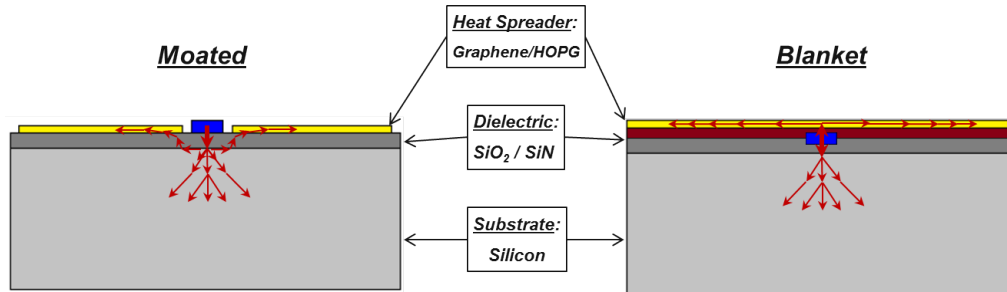 Moated
Heat Spreader:
Graphene/HOPG
Blanket
Dielectric:
SiO₂ / SiN
Substrate:
Silicon